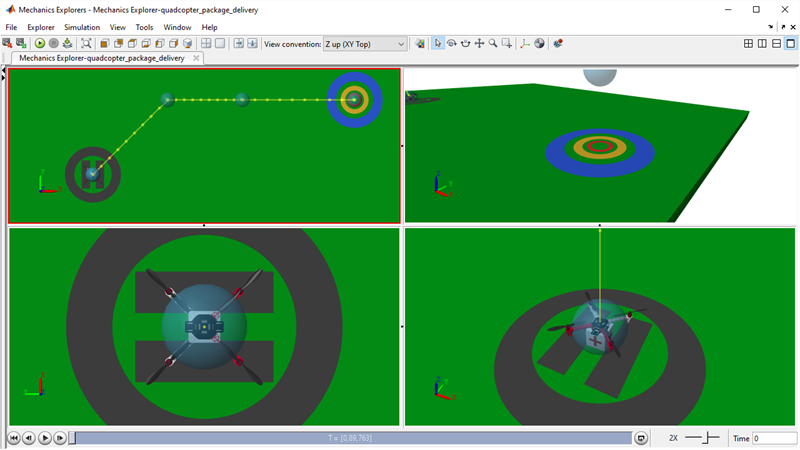 Mechanics Explorers - Mechanics Explorer-quadcopter_package_delivery
File Explorer Simulation View Tools Window Help
View convention: Z up (XY Top)
Mechanics Explorer-quadcopter_package_delivery
H
T = [0,89,763]
2X
Time 0